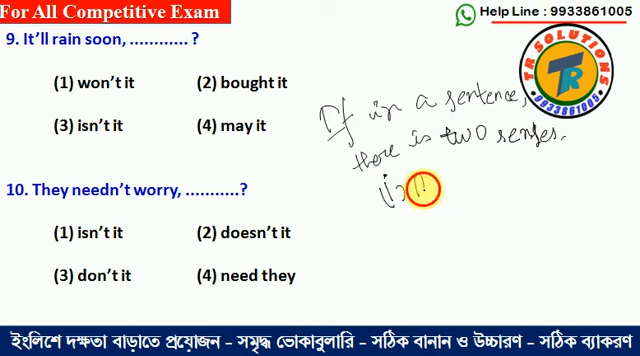 For All Competitive Exam
Help Line : 9933861005
9. It'll rain soon, ............. ?
(1) won't it (2) bought it
(3) isn't it (4) may it
TR SOLUTIONS
TR
9933861005
If in a sentence,
there is two senses.
10. They needn't worry, ...........?
(1) isn't it (2) doesn't it
(3) don't it (4) need they
ইংলিশে দক্ষতা বাড়াতে প্রয়োজন - সমৃদ্ধ ভোকাবুলারি - সঠিক বানান ও উচ্চারণ - সঠিক ব্যাকরণ